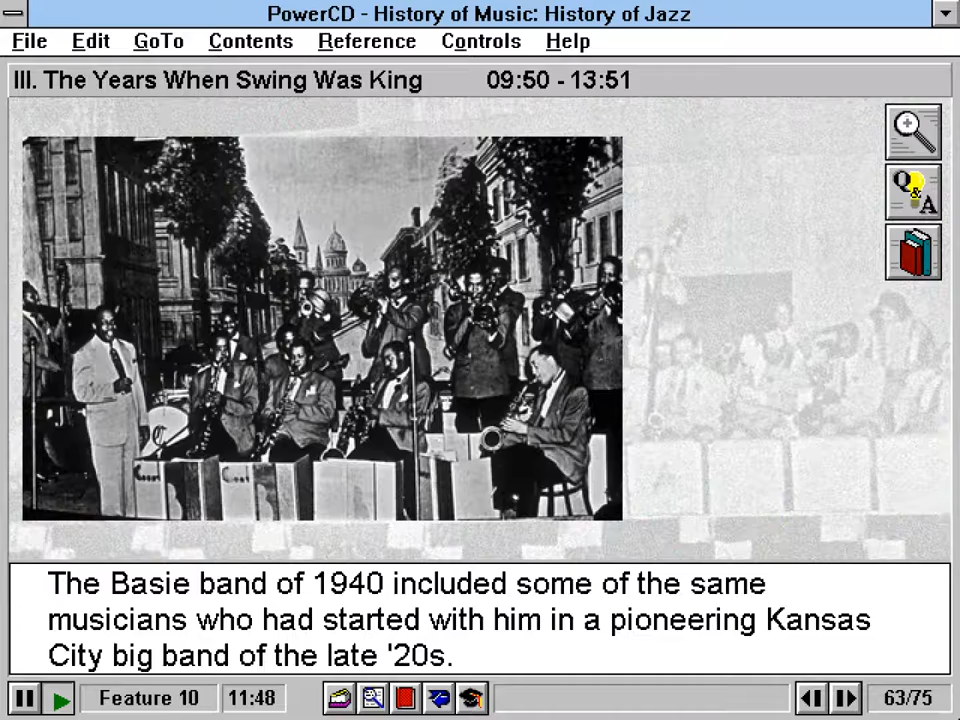 PowerCD - History of Music: History of Jazz
File Edit GoTo Contents Reference Controls Help
III. The Years When Swing Was King 09:50 - 13:51
Q & A
Count
The Basie band of 1940 included some of the same
musicians who had started with him in a pioneering Kansas
City big band of the late '20s.
Feature 10 11:48 63/75